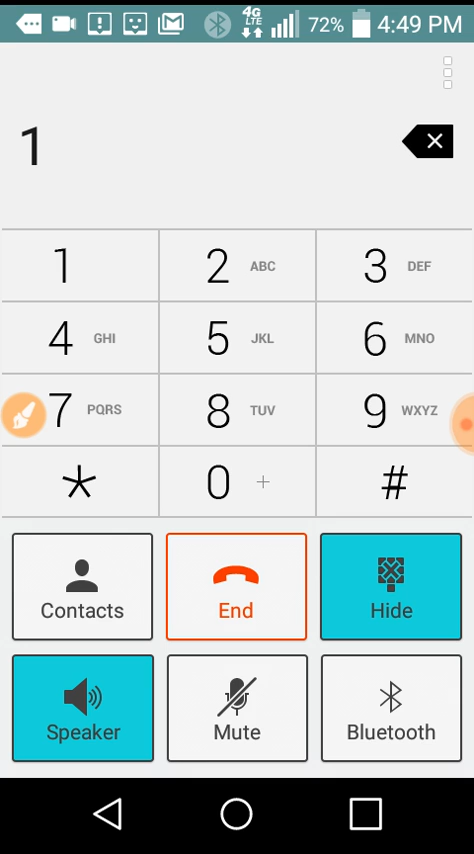 4G LTE 72% 4:49 PM
1
1 2 ABC 3 DEF
4 GHI 5 JKL 6 MNO
7 PQRS 8 TUV 9 WXYZ
* 0 + #
Contacts End Hide
Speaker Mute Bluetooth